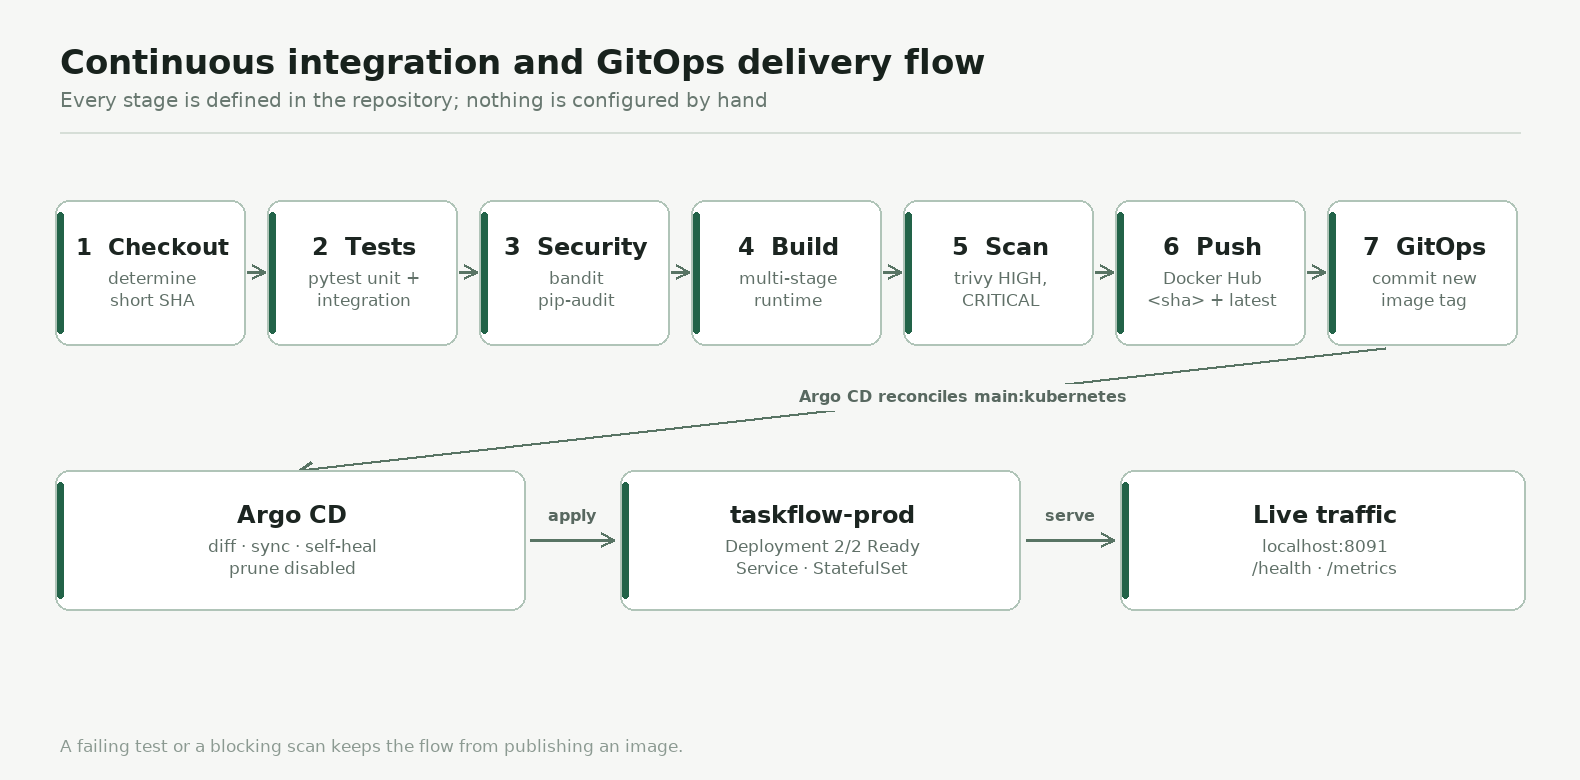 Continuous integration and GitOps delivery flow
Every stage is defined in the repository; nothing is configured by hand
1 Checkout
determine
short SHA
2 Tests
pytest unit +
integration
3 Security
bandit
pip-audit
4 Build
multi-stage
runtime
5 Scan
trivy HIGH,
CRITICAL
6 Push
Docker Hub
<sha> + latest
7 GitOps
commit new
image tag
Argo CD reconciles main:kubernetes
Argo CD
diff · sync · self-heal
prune disabled
apply
taskflow-prod
Deployment 2/2 Ready
Service · StatefulSet
serve
Live traffic
localhost:8091
/health · /metrics
A failing test or a blocking scan keeps the flow from publishing an image.